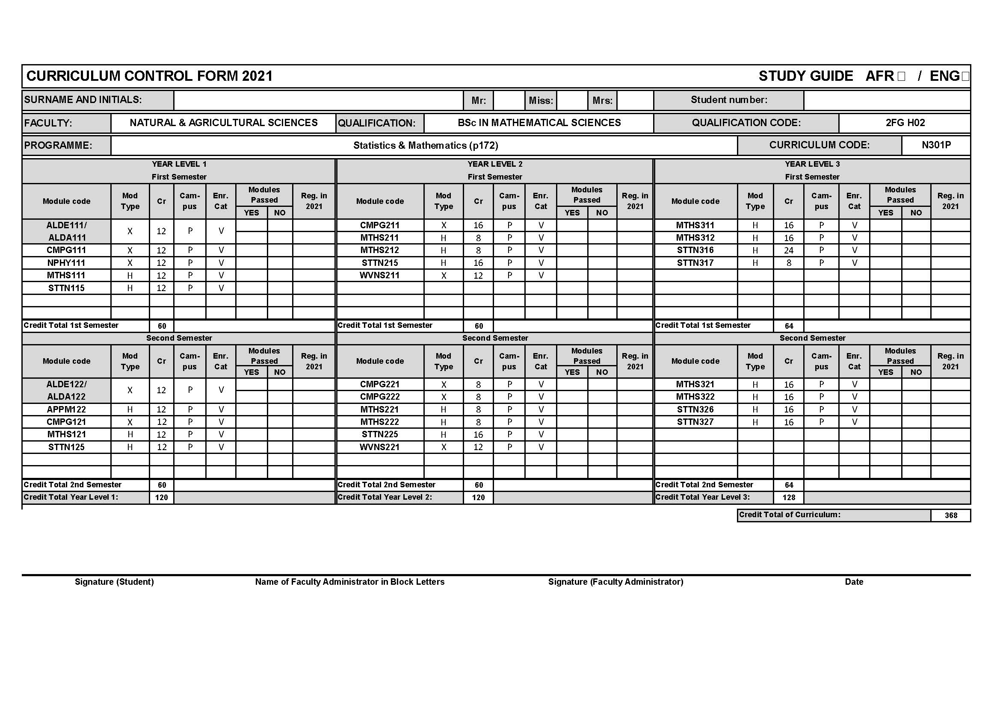 CURRICULUM CONTROL FORM 2021 STUDY GUIDE AFR □ / ENG□
SURNAME AND INITIALS: Mr: Miss: Mrs: Student number:
FACULTY: NATURAL & AGRICULTURAL SCIENCES QUALIFICATION: BSc IN MATHEMATICAL SCIENCES QUALIFICATION CODE: 2FG H02
PROGRAMME: Statistics & Mathematics (p172) CURRICULUM CODE: N301P
YEAR LEVEL 1 YEAR LEVEL 2 YEAR LEVEL 3
First Semester First Semester First Semester
Module code Mod Type Cr Cam-pus Enr. Cat Modules Passed YES NO Reg. in 2021 Module code Mod Type Cr Cam-pus Enr. Cat Modules Passed YES NO Reg. in 2021 Module code Mod Type Cr Cam-pus Enr. Cat Modules Passed YES NO Reg. in 2021
ALDE111/ X 12 P V CMPG211 X 16 P V MTHS311 H 16 P V
ALDA111 MTHS211 H 8 P V MTHS312 H 16 P V
CMPG111 X 12 P V MTHS212 H 8 P V STTN316 H 24 P V
NPHY111 X 12 P V STTN215 H 16 P V STTN317 H 8 P V
MTHS111 H 12 P V WVNS211 X 12 P V
STTN115 H 12 P V
Credit Total 1st Semester 60 Credit Total 1st Semester 60 Credit Total 1st Semester 64
Second Semester Second Semester Second Semester
Module code Mod Type Cr Cam-pus Enr. Cat Modules Passed YES NO Reg. in 2021 Module code Mod Type Cr Cam-pus Enr. Cat Modules Passed YES NO Reg. in 2021 Module code Mod Type Cr Cam-pus Enr. Cat Modules Passed YES NO Reg. in 2021
ALDE122/ X 12 P V CMPG221 X 8 P V MTHS321 H 16 P V
ALDA122 CMPG222 X 8 P V MTHS322 H 16 P V
APPM122 H 12 P V MTHS221 H 8 P V STTN326 H 16 P V
CMPG121 X 12 P V MTHS222 H 8 P V STTN327 H 16 P V
MTHS121 H 12 P V STTN225 H 16 P V
STTN125 H 12 P V WVNS221 X 12 P V
Credit Total 2nd Semester 60 Credit Total 2nd Semester 60 Credit Total 2nd Semester 64
Credit Total Year Level 1: 120 Credit Total Year Level 2: 120 Credit Total Year Level 3: 128
Credit Total of Curriculum: 368
Signature (Student) Name of Faculty Administrator in Block Letters Signature (Faculty Administrator) Date